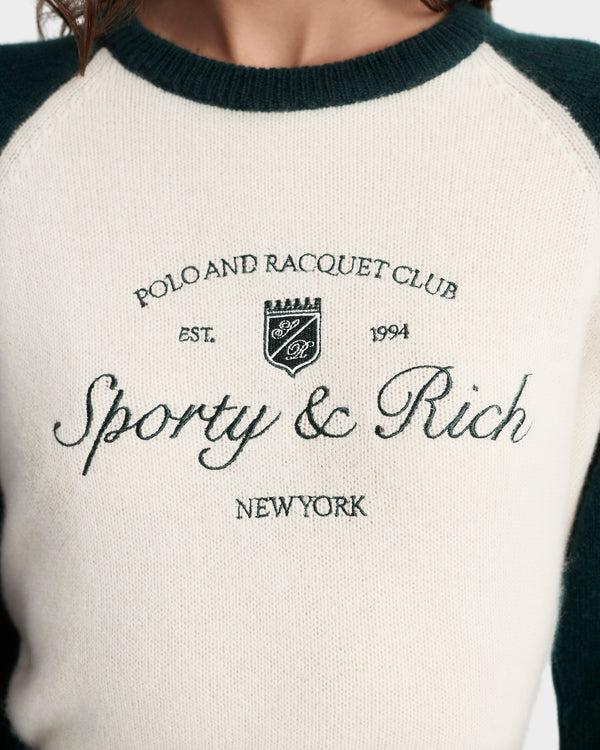 POLO AND RACQUET CLUB
EST. 1994
S R
Sporty & Rich
NEW YORK